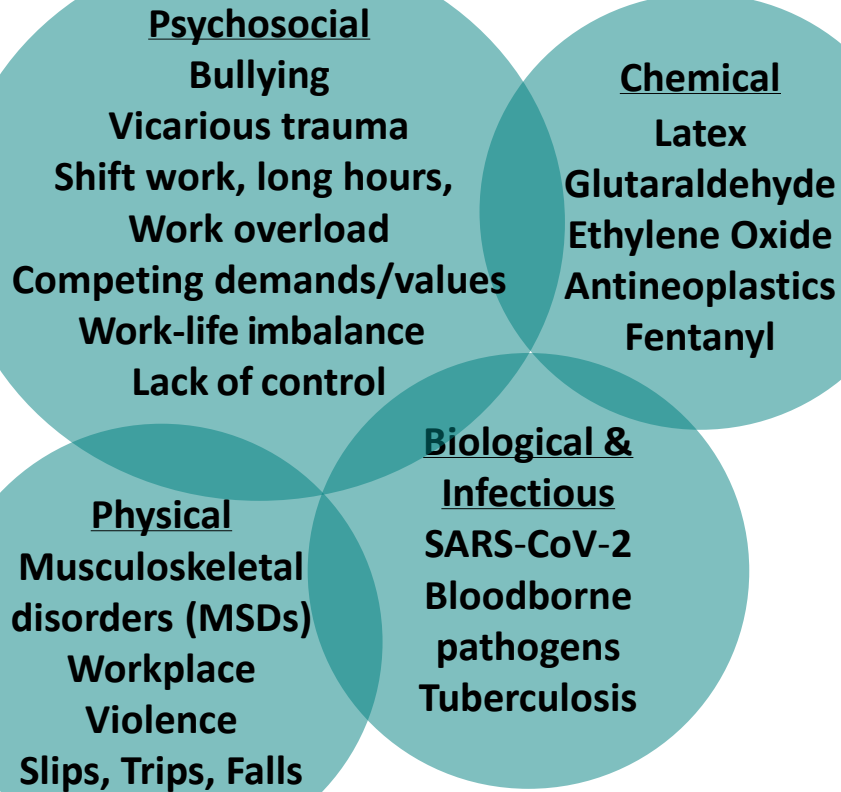 Psychosocial
Bullying
Vicarious trauma
Shift work, long hours,
Work overload
Competing demands/values
Work-life imbalance
Lack of control
Chemical
Latex
Glutaraldehyde
Ethylene Oxide
Antineoplastics
Fentanyl
Physical
Musculoskeletal
disorders (MSDs)
Workplace
Violence
Slips, Trips, Falls
Biological &
Infectious
SARS-CoV-2
Bloodborne
pathogens
Tuberculosis